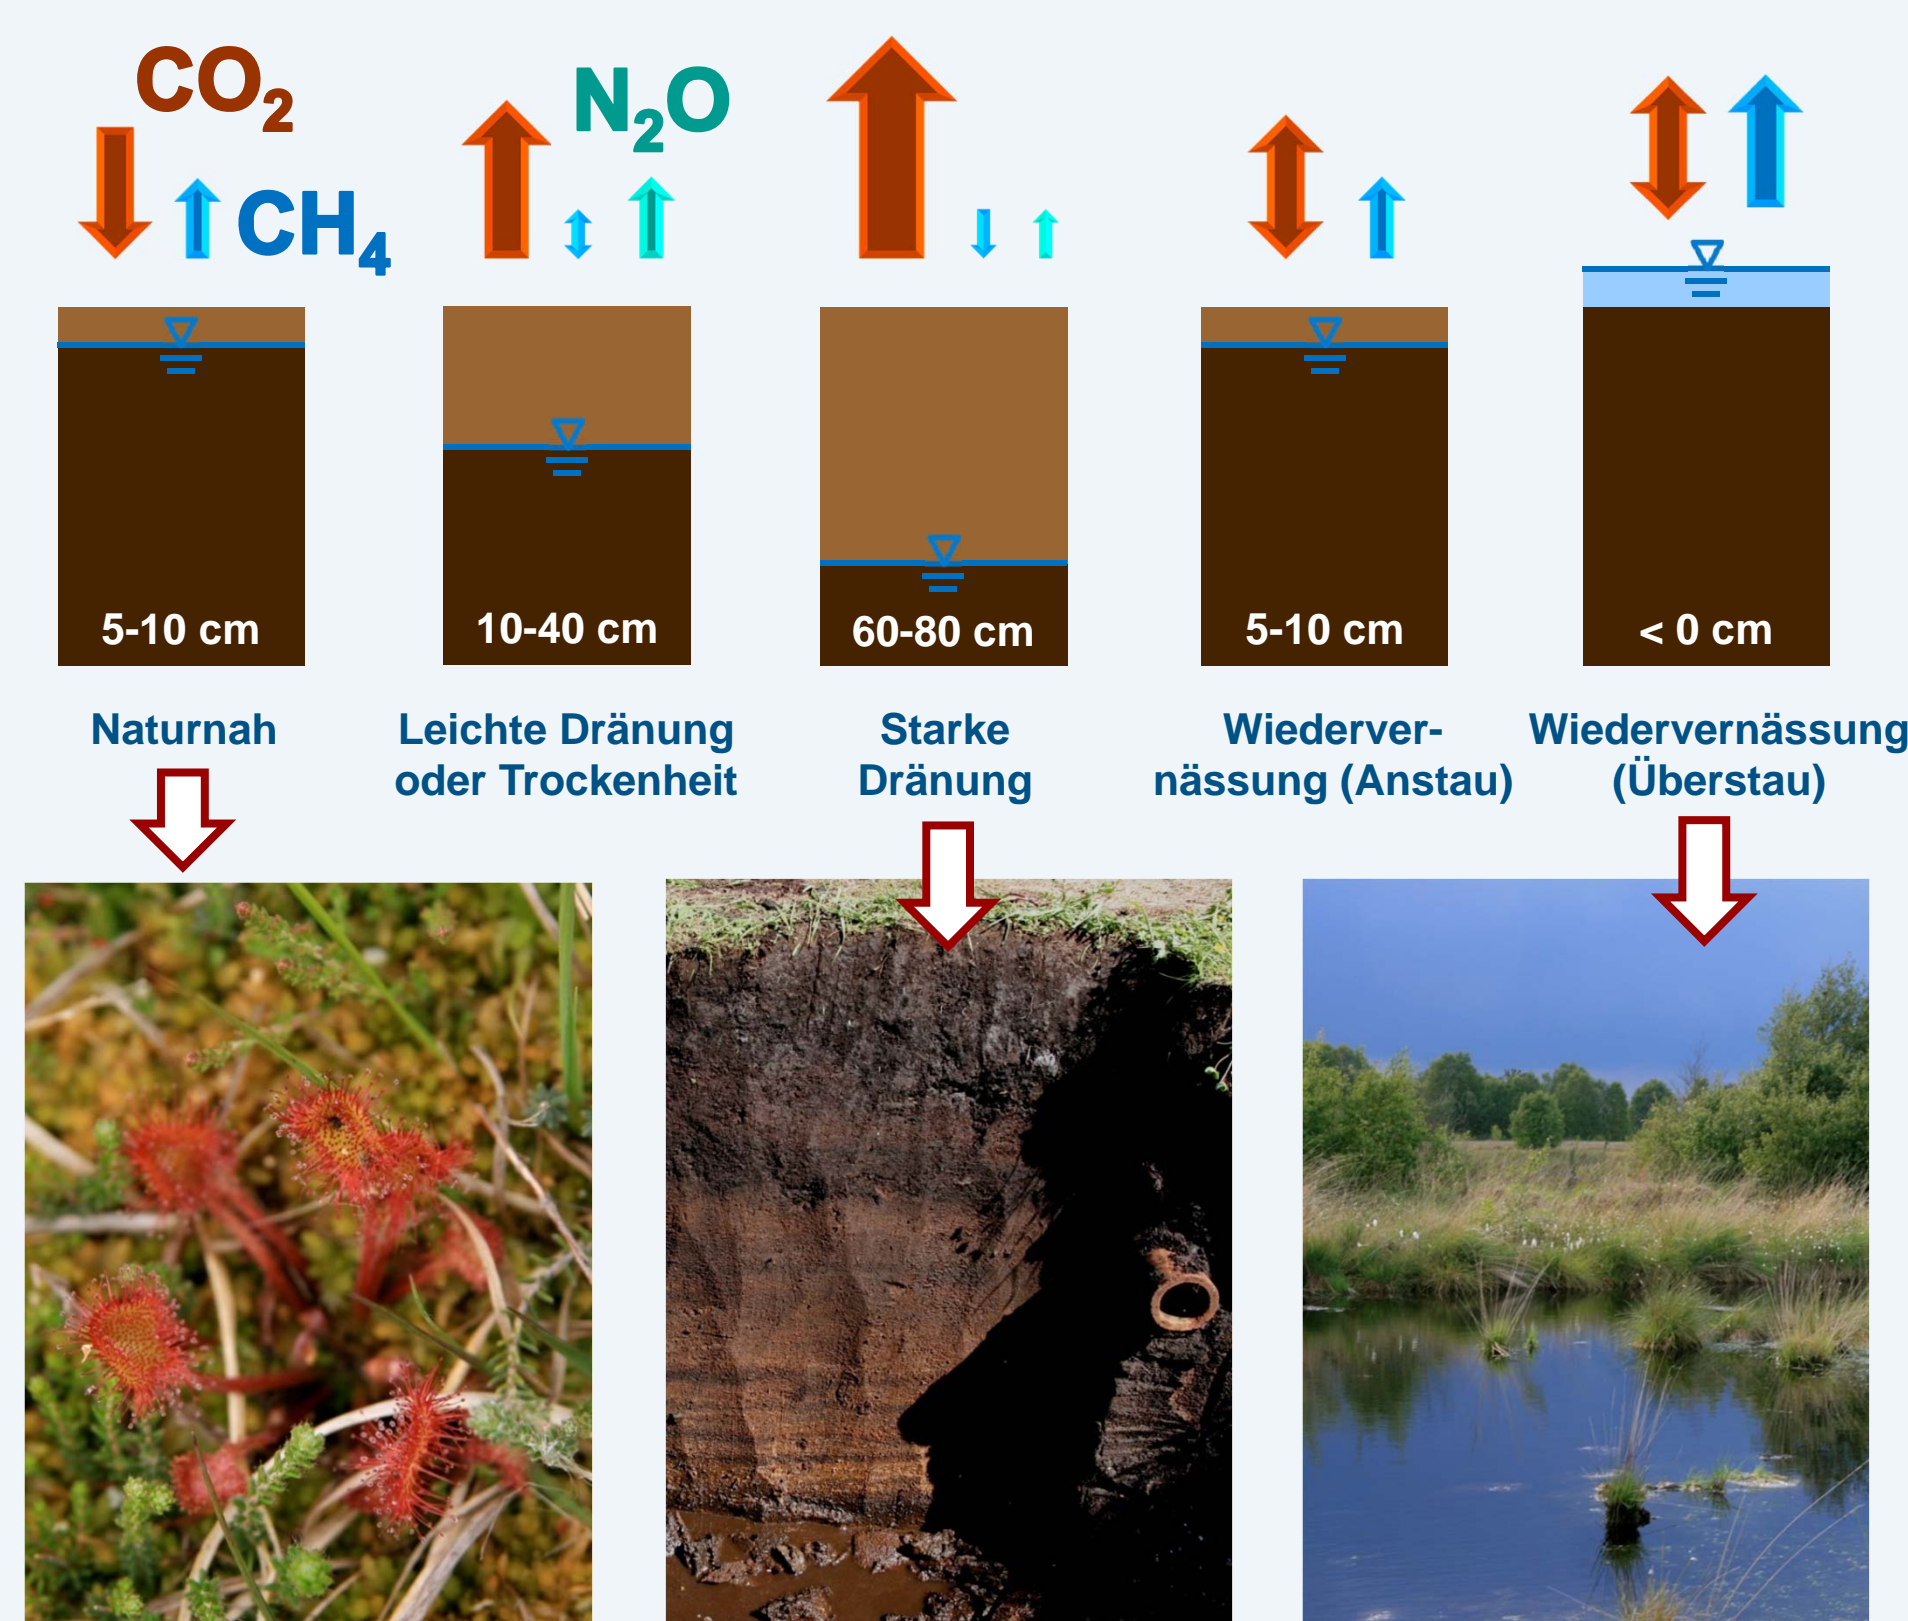 CO₂
N₂O
CH₄
5-10 cm
10-40 cm
60-80 cm
5-10 cm
< 0 cm
Naturnah
Leichte Dränung
oder Trockenheit
Starke
Dränung
Wiederver-
nässung (Anstau)
Wiedervernässung
(Überstau)